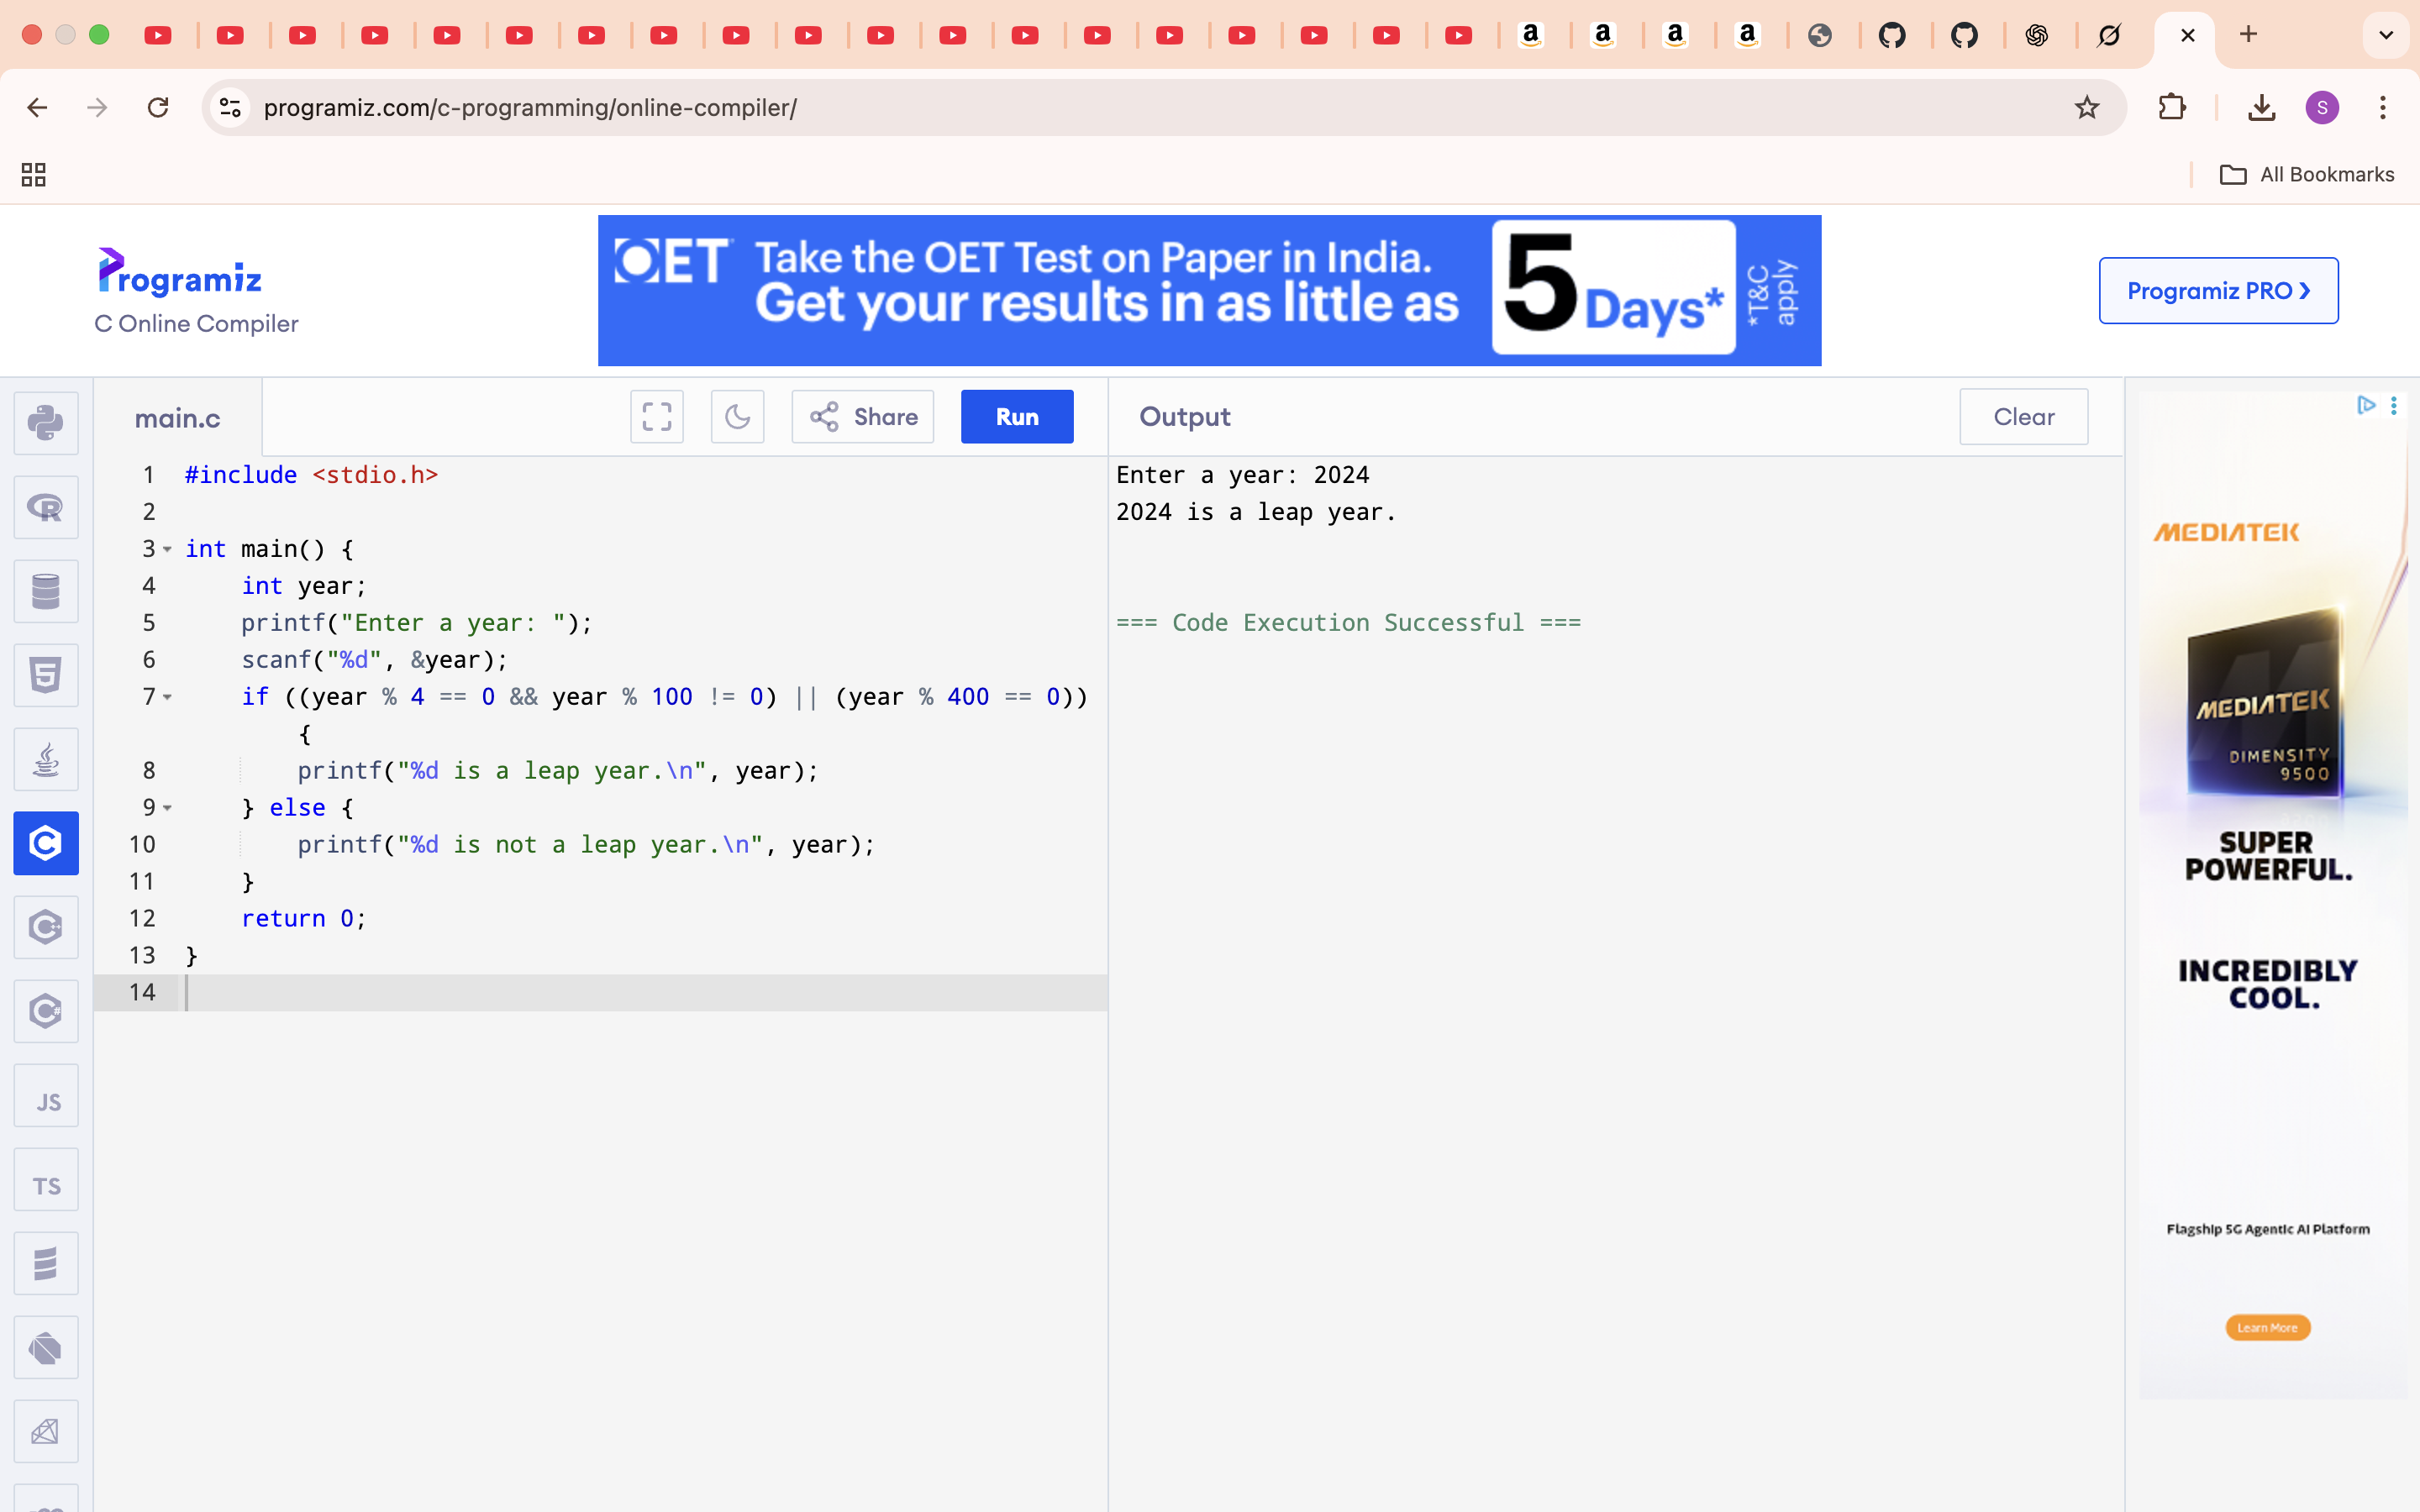 programiz.com/c-programming/online-compiler/
S
All Bookmarks
Programiz
C Online Compiler
OET Take the OET Test on Paper in India.
Get your results in as little as
5 Days*
*T&C apply
Programiz PRO ❯
main.c
Share
Run
Output
Clear
1 #include <stdio.h>
2
3 int main() {
4     int year;
5     printf("Enter a year: ");
6     scanf("%d", &year);
7     if ((year % 4 == 0 && year % 100 != 0) || (year % 400 == 0))
        {
8         printf("%d is a leap year.\n", year);
9     } else {
10         printf("%d is not a leap year.\n", year);
11     }
12     return 0;
13 }
14
Enter a year: 2024
2024 is a leap year.
=== Code Execution Successful ===
JS
TS
MEDIATEK
MEDIATEK
DIMENSITY
9500
SUPER
POWERFUL.
INCREDIBLY
COOL.
Flagship 5G Agentic AI Platform
Learn More